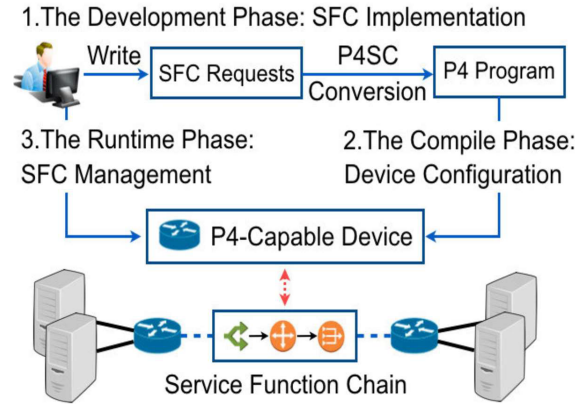 1.The Development Phase: SFC Implementation
Write
SFC Requests
P4SC
Conversion
P4 Program
3.The Runtime Phase:
SFC Management
2.The Compile Phase:
Device Configuration
P4-Capable Device
Service Function Chain